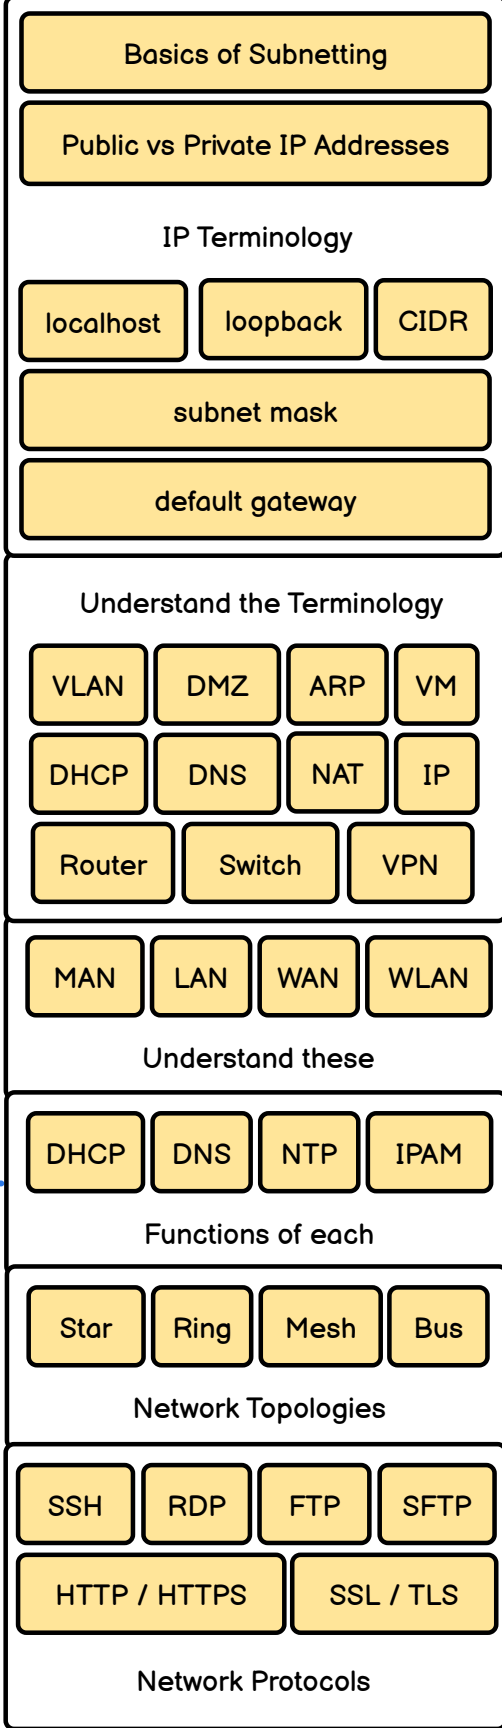 Basics of Subnetting
Public vs Private IP Addresses
IP Terminology
localhost loopback CIDR
subnet mask
default gateway
Understand the Terminology
VLAN DMZ ARP VM
DHCP DNS NAT IP
Router Switch VPN
MAN LAN WAN WLAN
Understand these
DHCP DNS NTP IPAM
Functions of each
Star Ring Mesh Bus
Network Topologies
SSH RDP FTP SFTP
HTTP / HTTPS SSL / TLS
Network Protocols